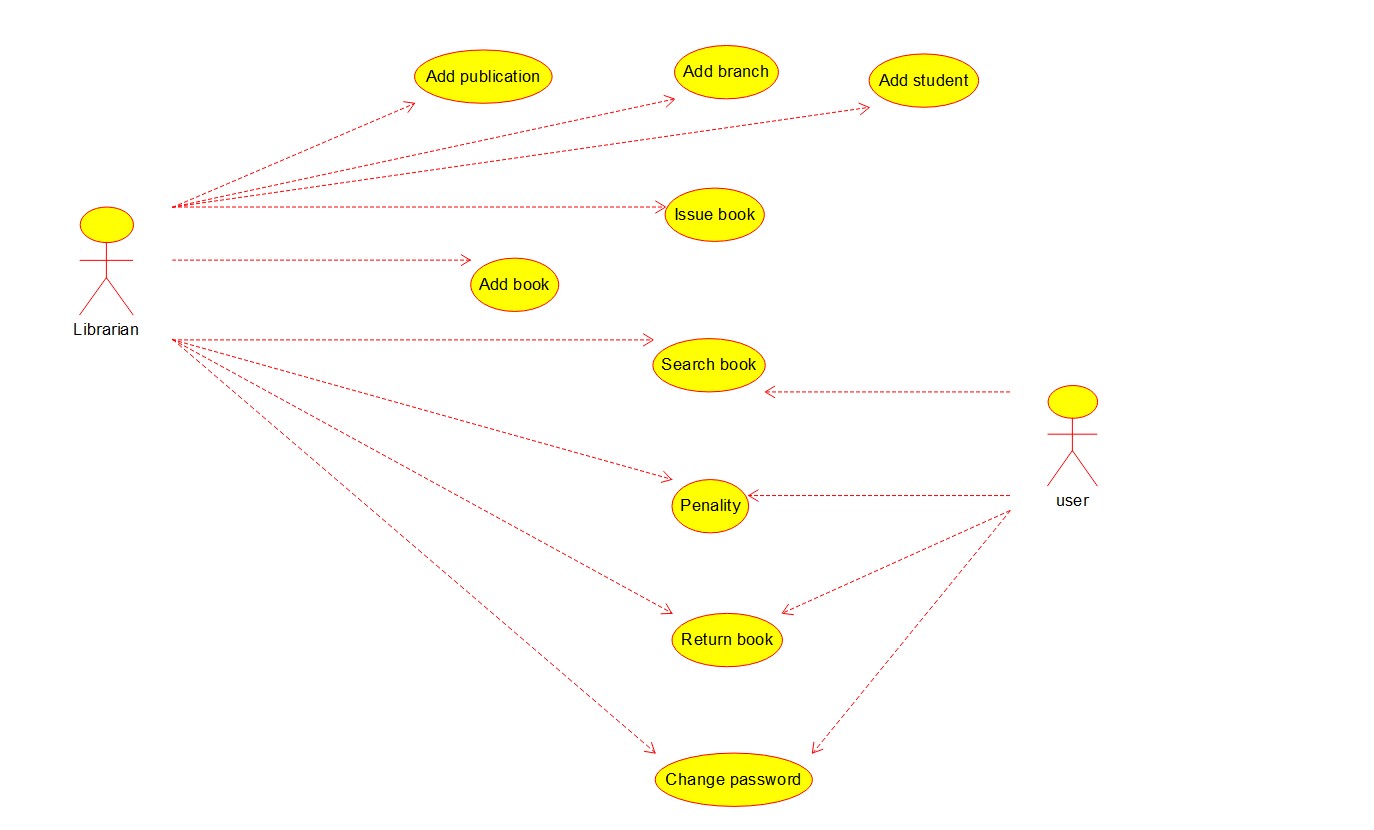 Add publication
Add branch
Add student
Issue book
Add book
Librarian
Search book
Penality
user
Return book
Change password